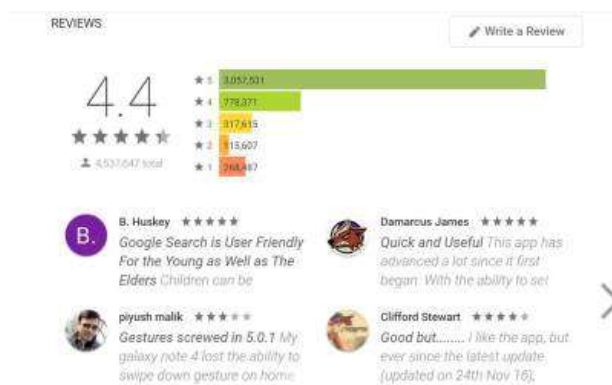 REVIEWS
Write a Review
4.4
4,537,647 total
5 3,057,531
4 778,371
3 317,615
2 115,607
1 268,487
B. Huskey
Google Search is User Friendly
For the Young as Well as The
Elders Children can be
Damarcus James
Quick and Useful This app has
advanced a lot since it first
began. With the ability to set
piyush malik
Gestures screwed in 5.0.1 My
galaxy note 4 lost the ability to
swipe down gesture on home
Clifford Stewart
Good but........ I like the app, but
ever since the latest update
(updated on 24th Nov 16),
B.